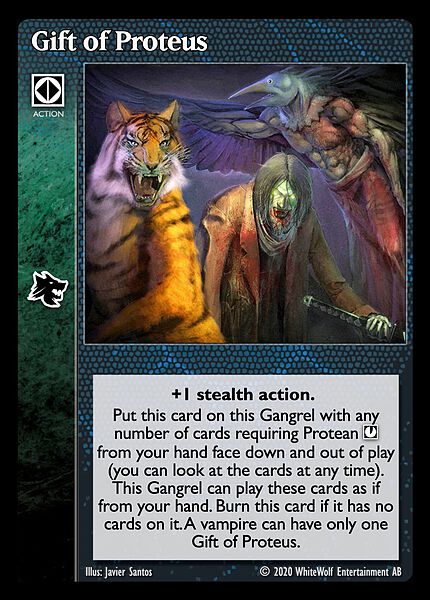 Gift of Proteus
ACTION
+1 stealth action.
Put this card on this Gangrel with any
number of cards requiring Protean
from your hand face down and out of play
(you can look at the cards at any time).
This Gangrel can play these cards as if
from your hand. Burn this card if it has no
cards on it. A vampire can have only one
Gift of Proteus.
Illus: Javier Santos © 2020 WhiteWolf Entertainment AB